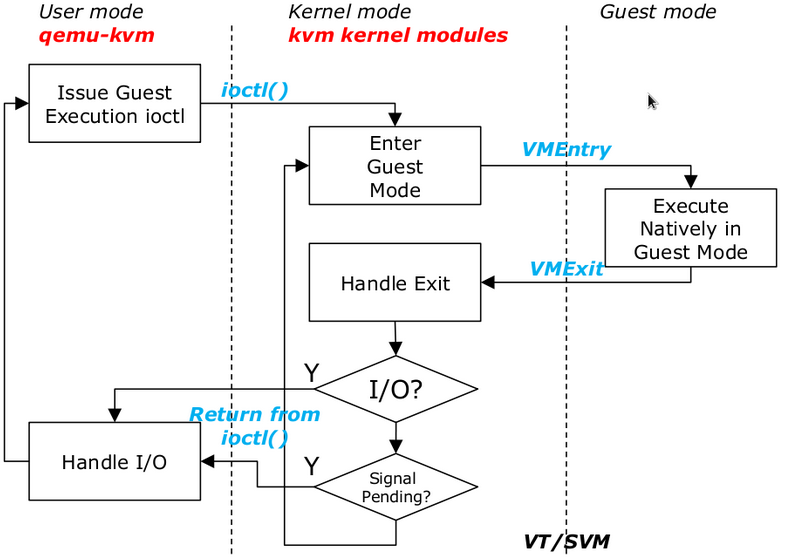 User mode
qemu-kvm
Kernel mode
kvm kernel modules
Guest mode
Issue Guest
Execution ioctl
ioctl()
Enter
Guest
Mode
VMEntry
Execute
Natively in
Guest Mode
VMExit
Handle Exit
Y
I/O?
Return from
ioctl()
Handle I/O
Y
Signal
Pending?
VT/SVM